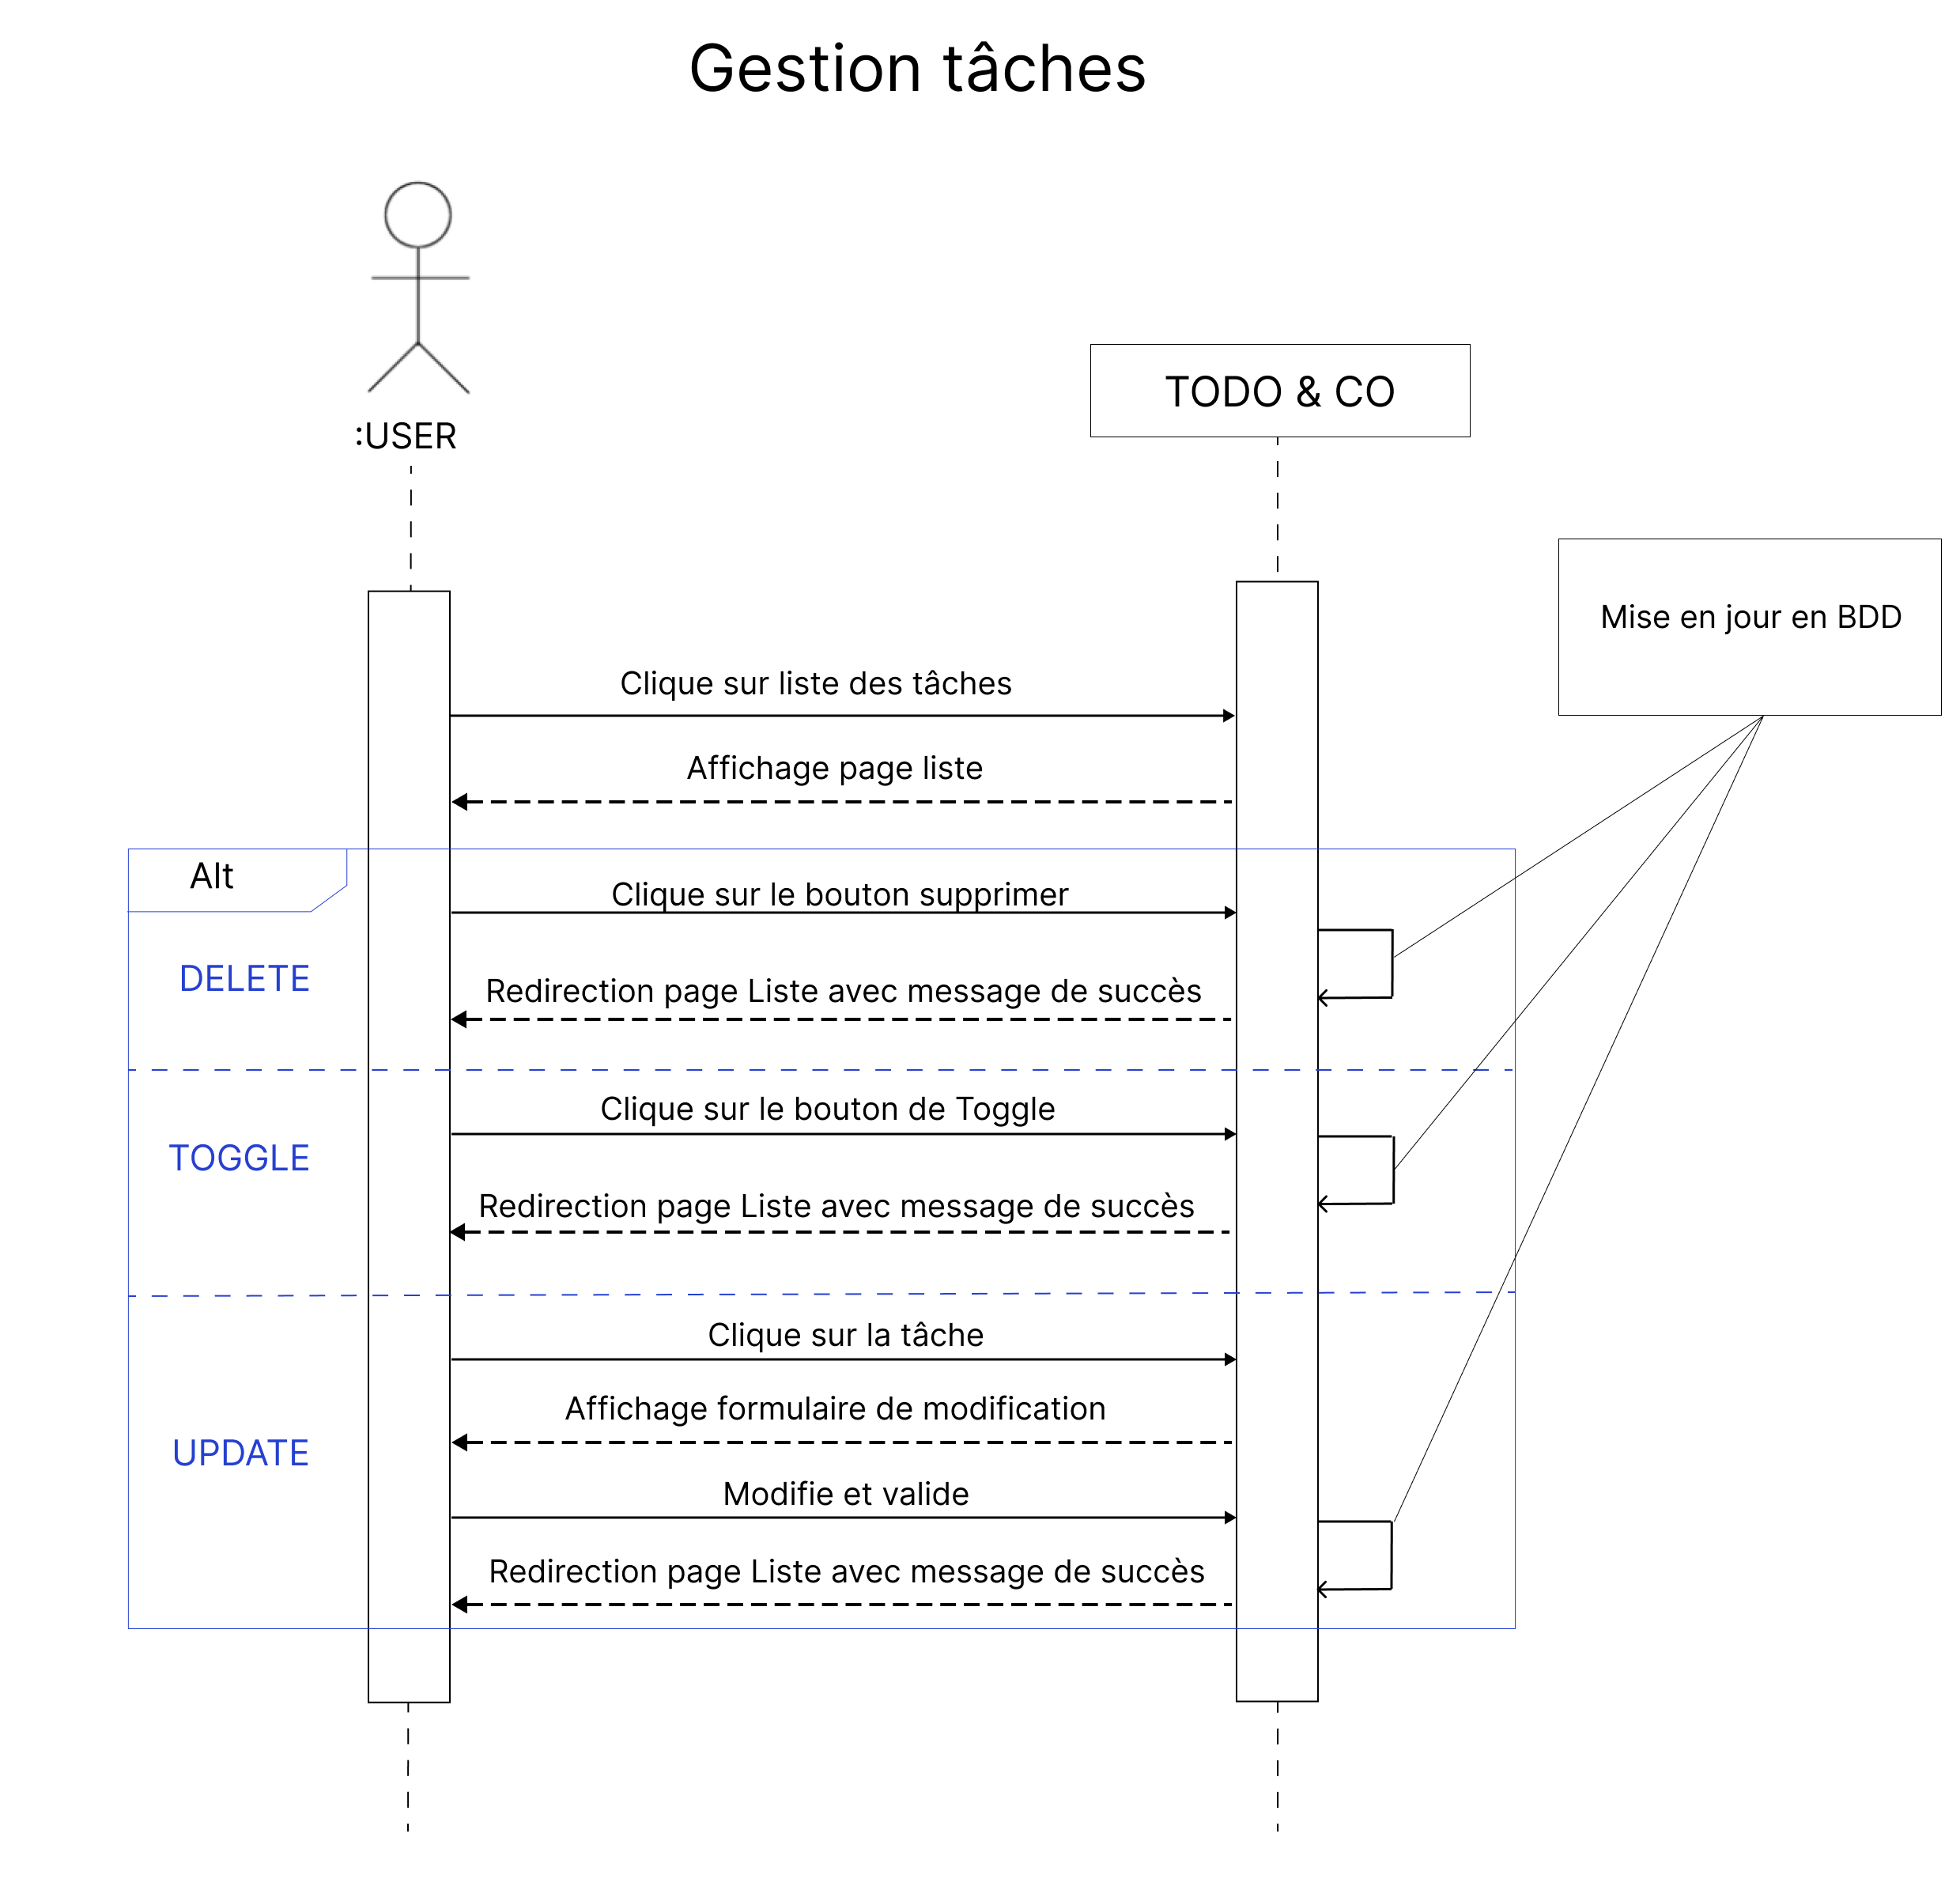 Gestion tâches
:USER
TODO & CO
Mise en jour en BDD
Clique sur liste des tâches
Affichage page liste
Alt
Clique sur le bouton supprimer
DELETE
Redirection page Liste avec message de succès
Clique sur le bouton de Toggle
TOGGLE
Redirection page Liste avec message de succès
Clique sur la tâche
Affichage formulaire de modification
UPDATE
Modifie et valide
Redirection page Liste avec message de succès